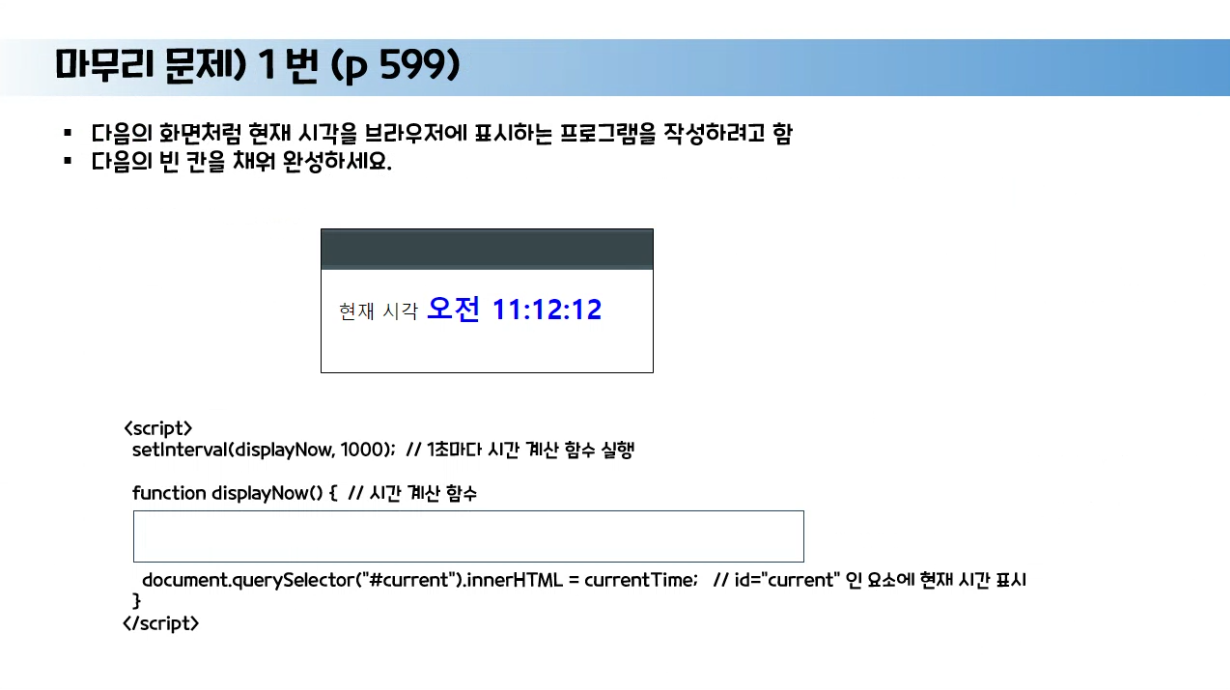 마무리 문제) 1 번 (p 599)
▪ 다음의 화면처럼 현재 시각을 브라우저에 표시하는 프로그램을 작성하려고 함
▪ 다음의 빈 칸을 채워 완성하세요.
현재 시각 오전 11:12:12
<script>
setInterval(displayNow, 1000); // 1초마다 시간 계산 함수 실행
function displayNow() { // 시간 계산 함수
document.querySelector("#current").innerHTML = currentTime; // id="current" 인 요소에 현재 시간 표시
}
</script>